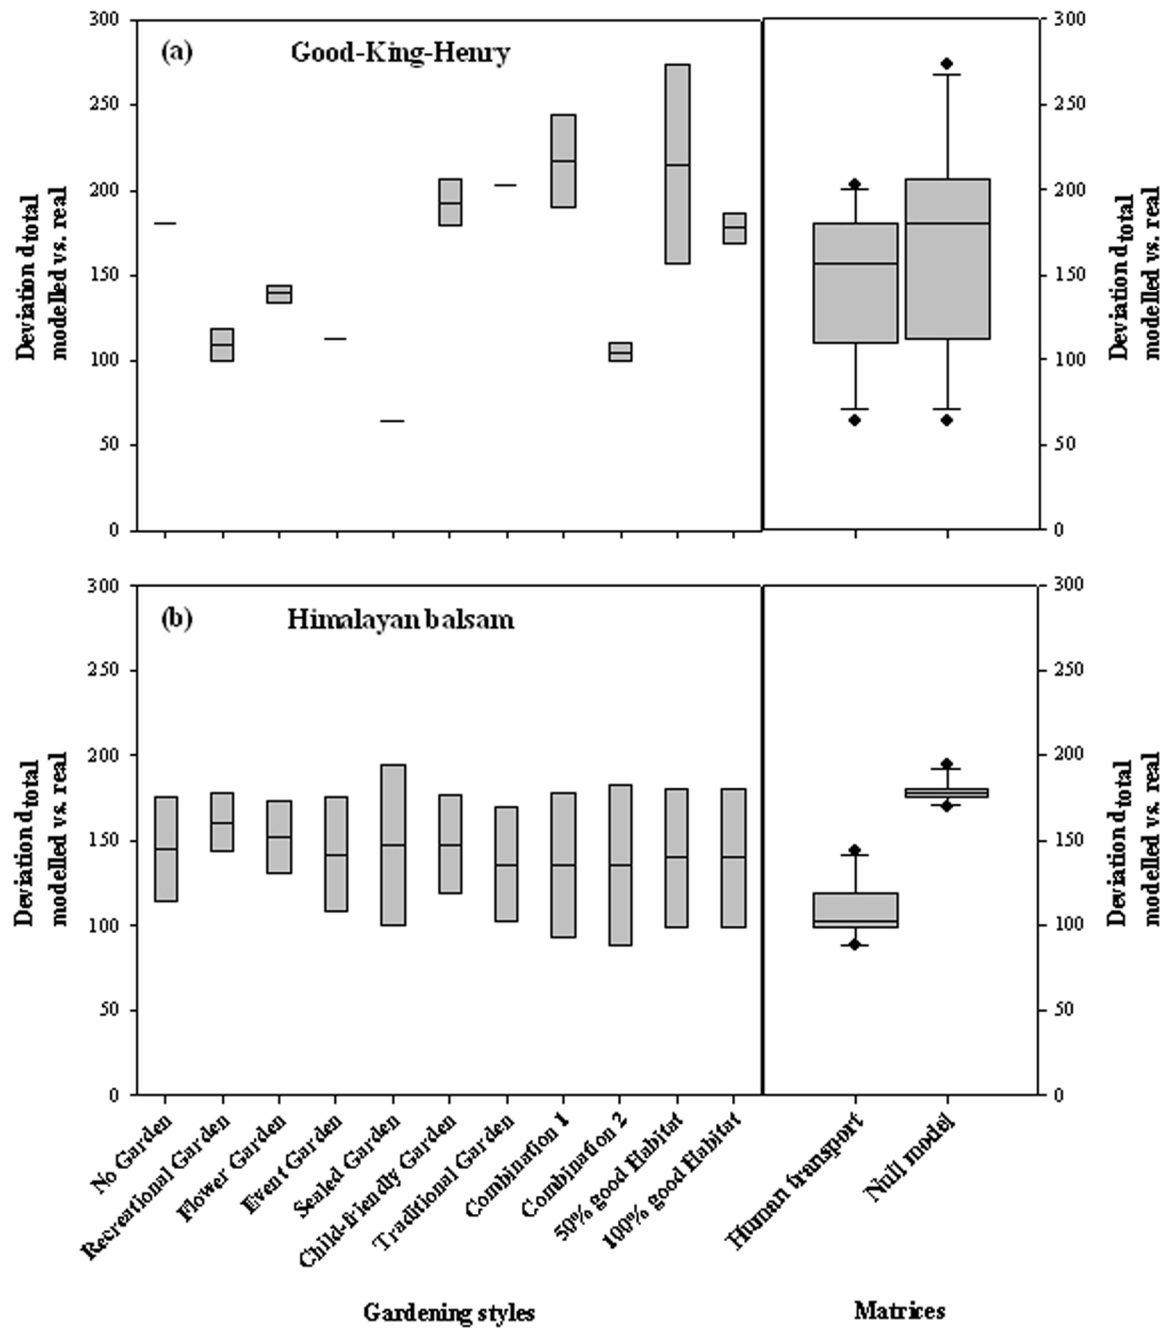 (a) Good-King-Henry
300
250
200
150
100
50
0
Deviation d total
modelled vs. real
300
250
200
150
100
50
0
Deviation d total
modelled vs. real
(b) Himalayan balsam
300
250
200
150
100
50
0
Deviation d total
modelled vs. real
300
250
200
150
100
50
0
Deviation d total
modelled vs. real
No Garden
Recreational Garden
Flower Garden
Event Garden
Sealed Garden
Child-friendly Garden
Traditional Garden
Combination 1
Combination 2
50% good Habitat
100% good Habitat
Human transport
Null model
Gardening styles
Matrices